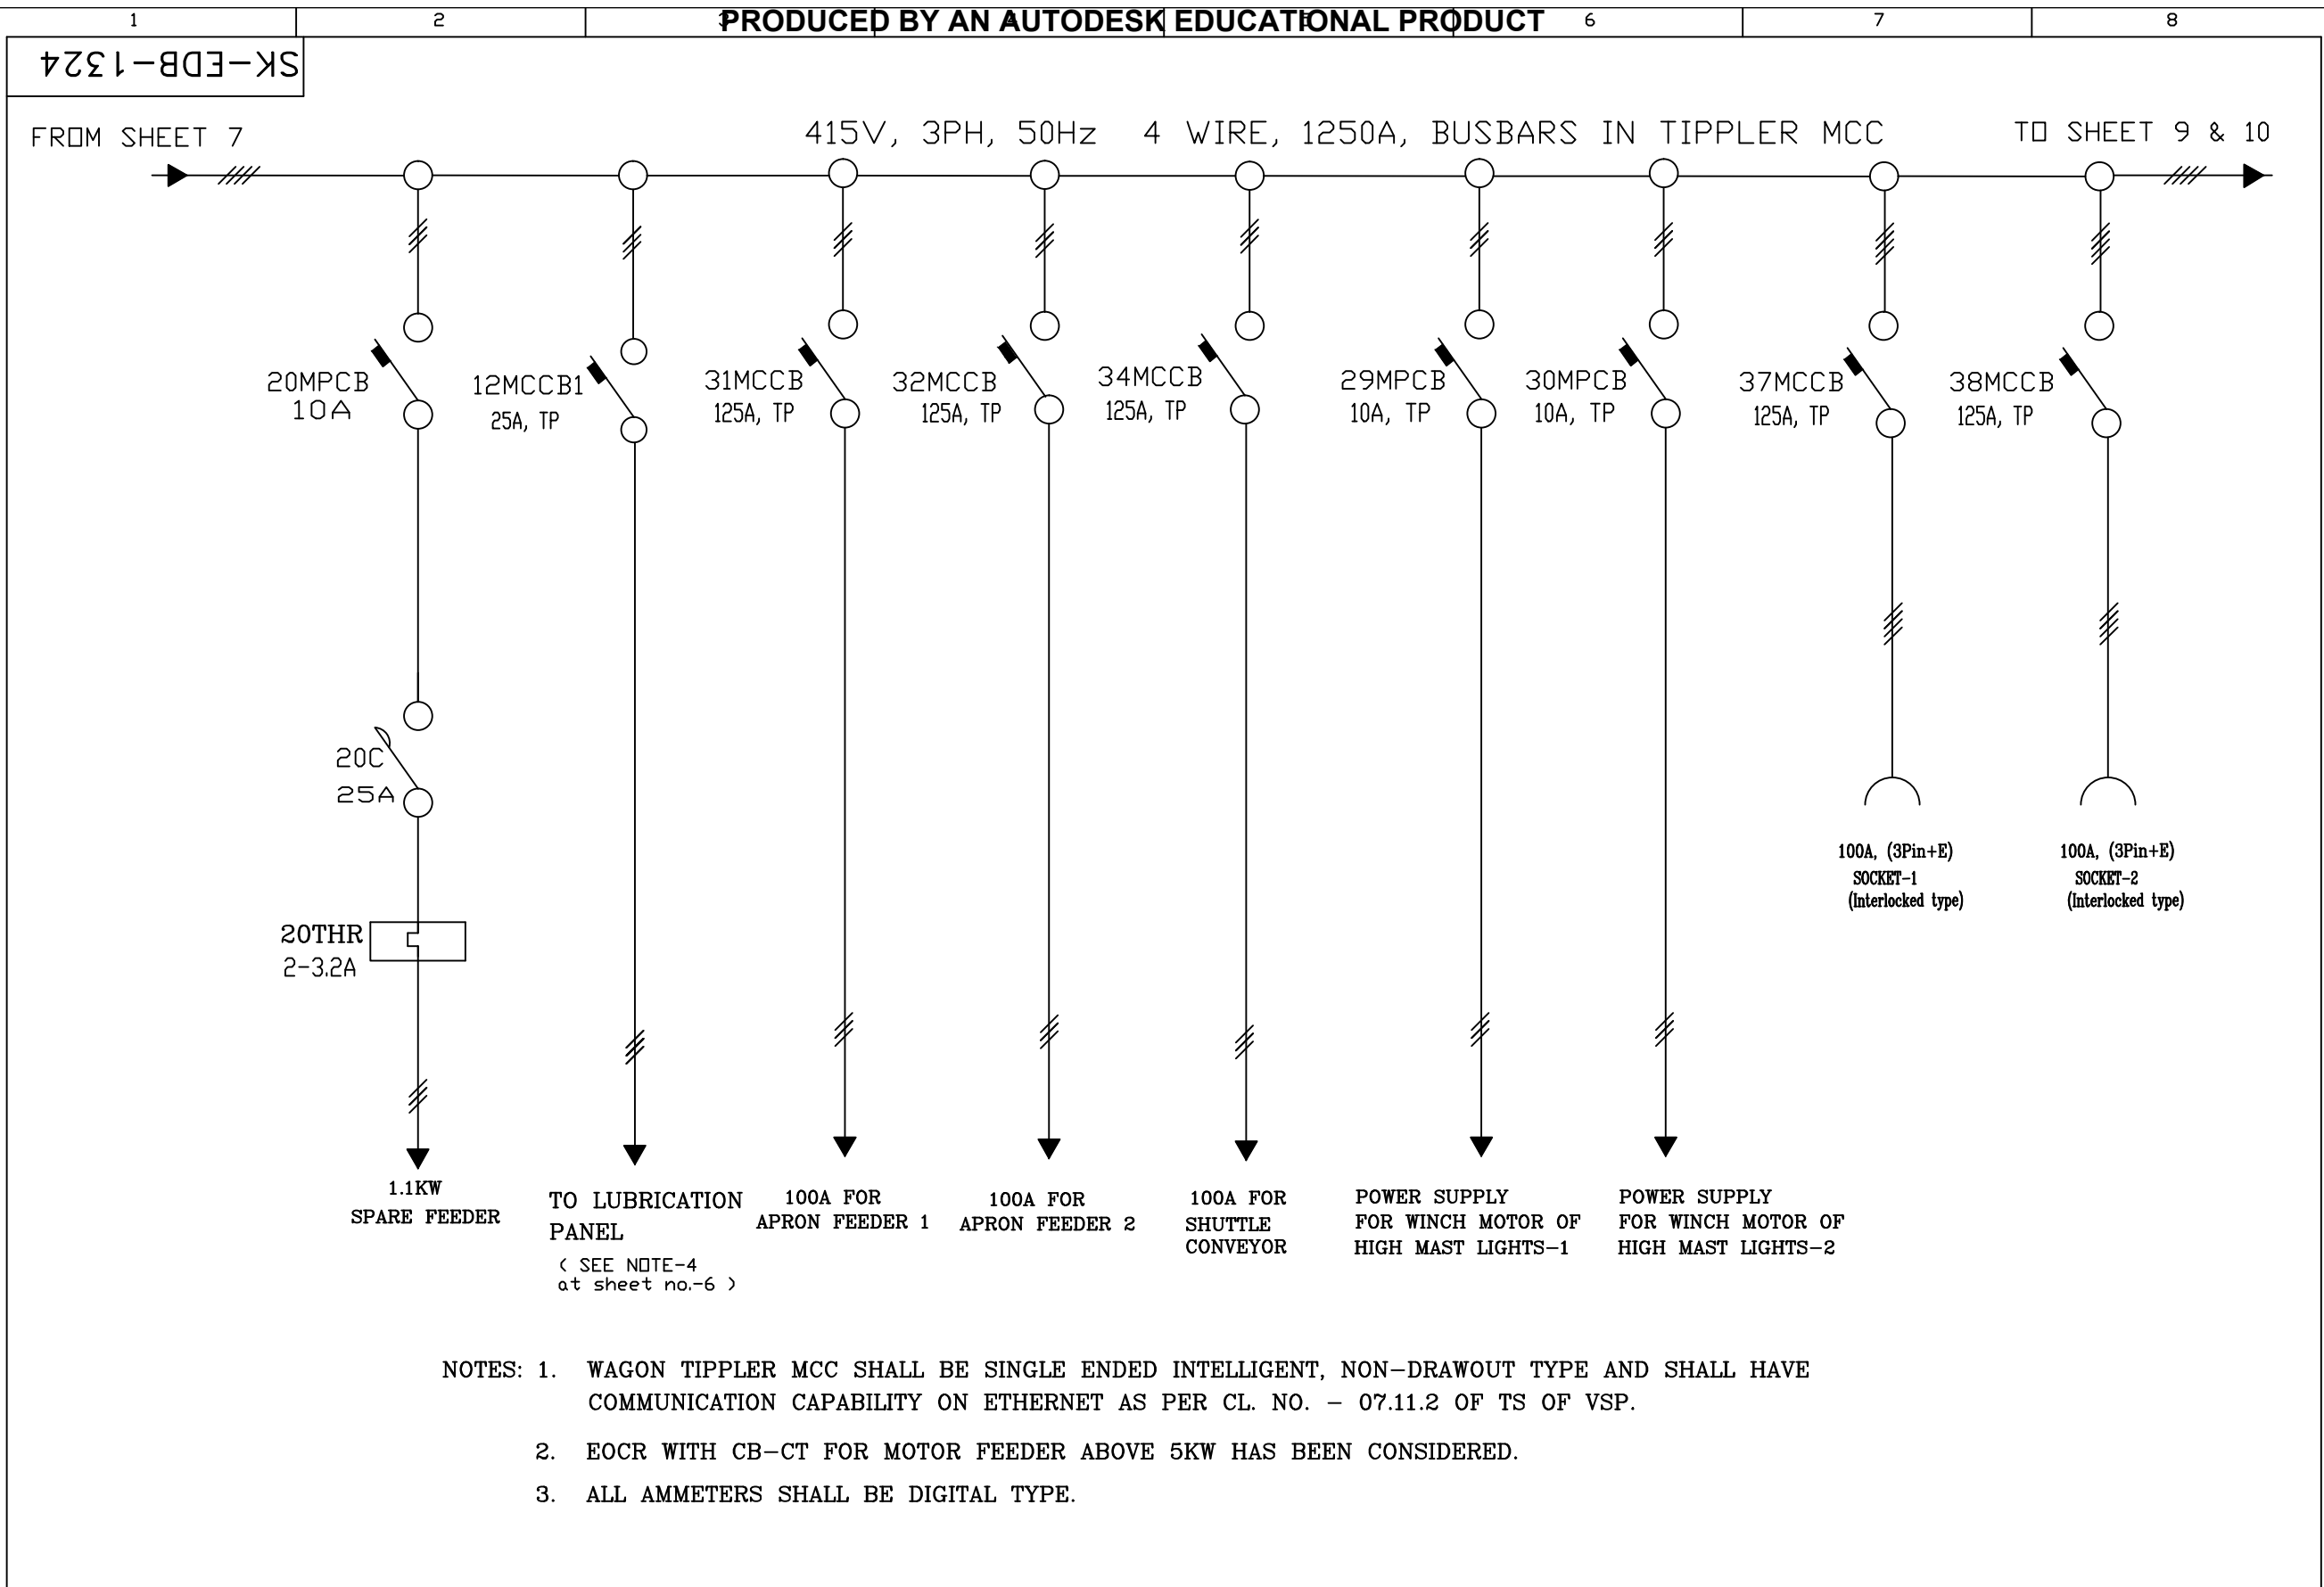 PRODUCED BY AN AUTODESK EDUCATIONAL PRODUCT
1 2 3 4 5 6 7 8
SK-EDB-1324
FROM SHEET 7
415V, 3PH, 50Hz 4 WIRE, 1250A, BUSBARS IN TIPPLER MCC
TO SHEET 9 & 10
20MPCB
10A
12MCCB1
25A, TP
31MCCB
125A, TP
32MCCB
125A, TP
34MCCB
125A, TP
29MPCB
10A, TP
30MPCB
10A, TP
37MCCB
125A, TP
38MCCB
125A, TP
20C
25A
20THR
2-3.2A
100A, (3Pin+E)
SOCKET-1
(Interlocked type)
100A, (3Pin+E)
SOCKET-2
(Interlocked type)
1.1KW
SPARE FEEDER
TO LUBRICATION
PANEL
( SEE NOTE-4
at sheet no.-6 )
100A FOR
APRON FEEDER 1
100A FOR
APRON FEEDER 2
100A FOR
SHUTTLE
CONVEYOR
POWER SUPPLY
FOR WINCH MOTOR OF
HIGH MAST LIGHTS-1
POWER SUPPLY
FOR WINCH MOTOR OF
HIGH MAST LIGHTS-2
NOTES: 1. WAGON TIPPLER MCC SHALL BE SINGLE ENDED INTELLIGENT, NON-DRAWOUT TYPE AND SHALL HAVE
COMMUNICATION CAPABILITY ON ETHERNET AS PER CL. NO. - 07.11.2 OF TS OF VSP.
2. EOCR WITH CB-CT FOR MOTOR FEEDER ABOVE 5KW HAS BEEN CONSIDERED.
3. ALL AMMETERS SHALL BE DIGITAL TYPE.